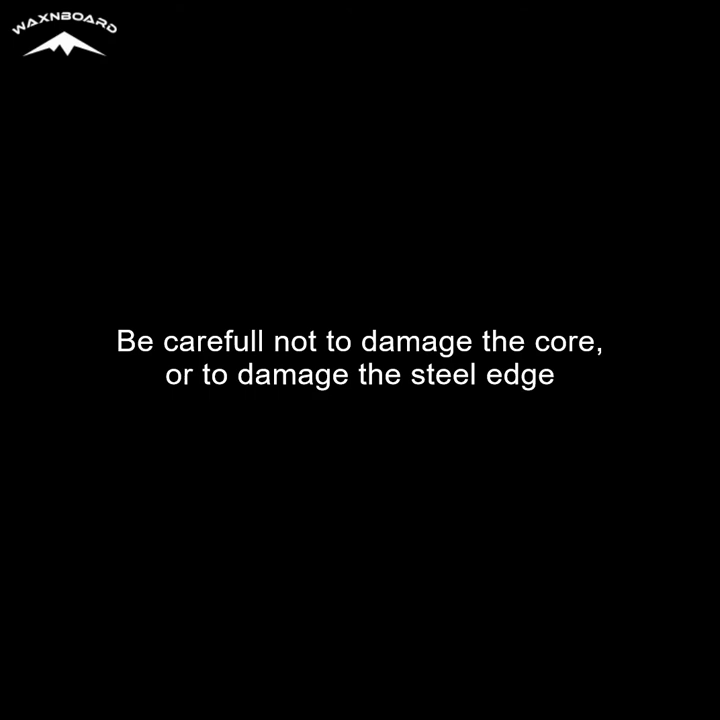 WAXNBOARD
Be carefull not to damage the core,
or to damage the steel edge